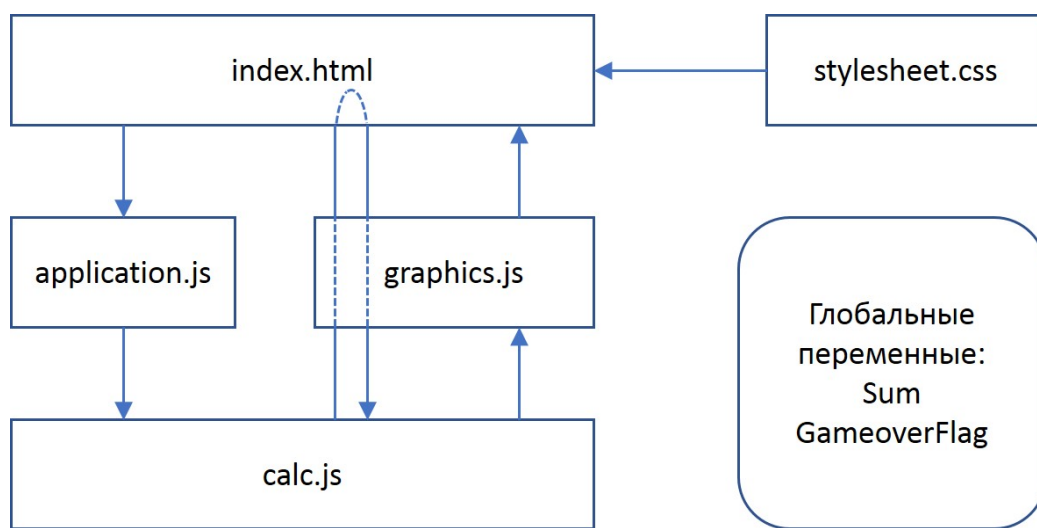 index.html
stylesheet.css
application.js
graphics.js
Глобальные
переменные:
Sum
GameoverFlag
calc.js